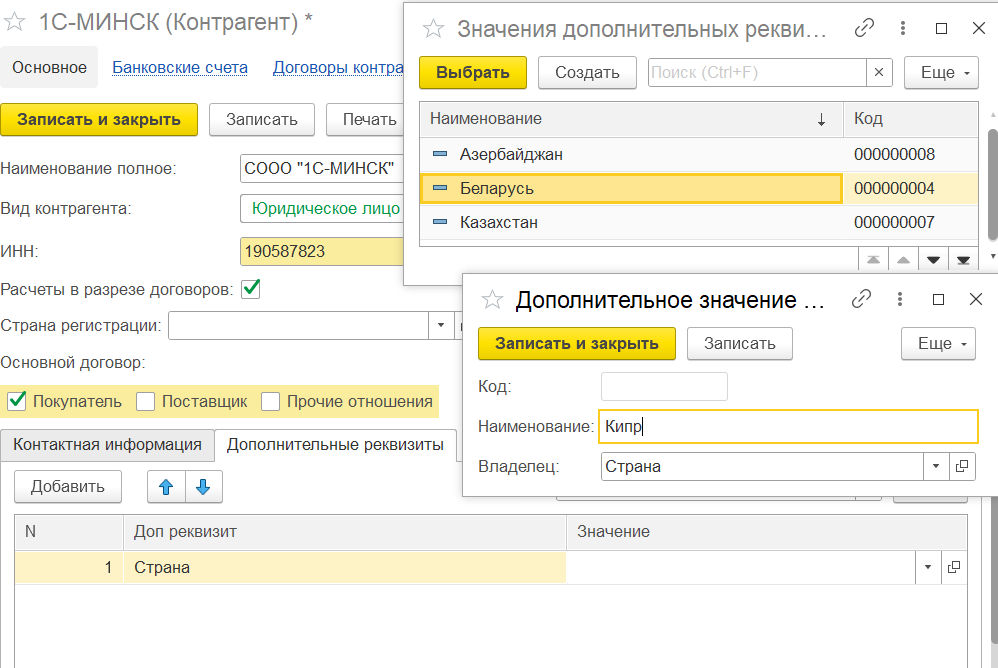 1С-МИНСК (Контрагент) *
Основное Банковские счета Договоры контра
Записать и закрыть Записать Печать
Наименование полное: СООО "1С-МИНСК"
Вид контрагента: Юридическое лицо
ИНН: 190587823
Расчеты в разрезе договоров:
Страна регистрации:
Основной договор:
Покупатель Поставщик Прочие отношения
Контактная информация Дополнительные реквизиты
Добавить
N Доп реквизит Значение
1 Страна
Значения дополнительных рекви...
Выбрать Создать Поиск (Ctrl+F) Еще
Наименование Код
Азербайджан 000000008
Беларусь 000000004
Казахстан 000000007
Дополнительное значение ...
Записать и закрыть Записать Еще
Код:
Наименование: Кипр
Владелец: Страна